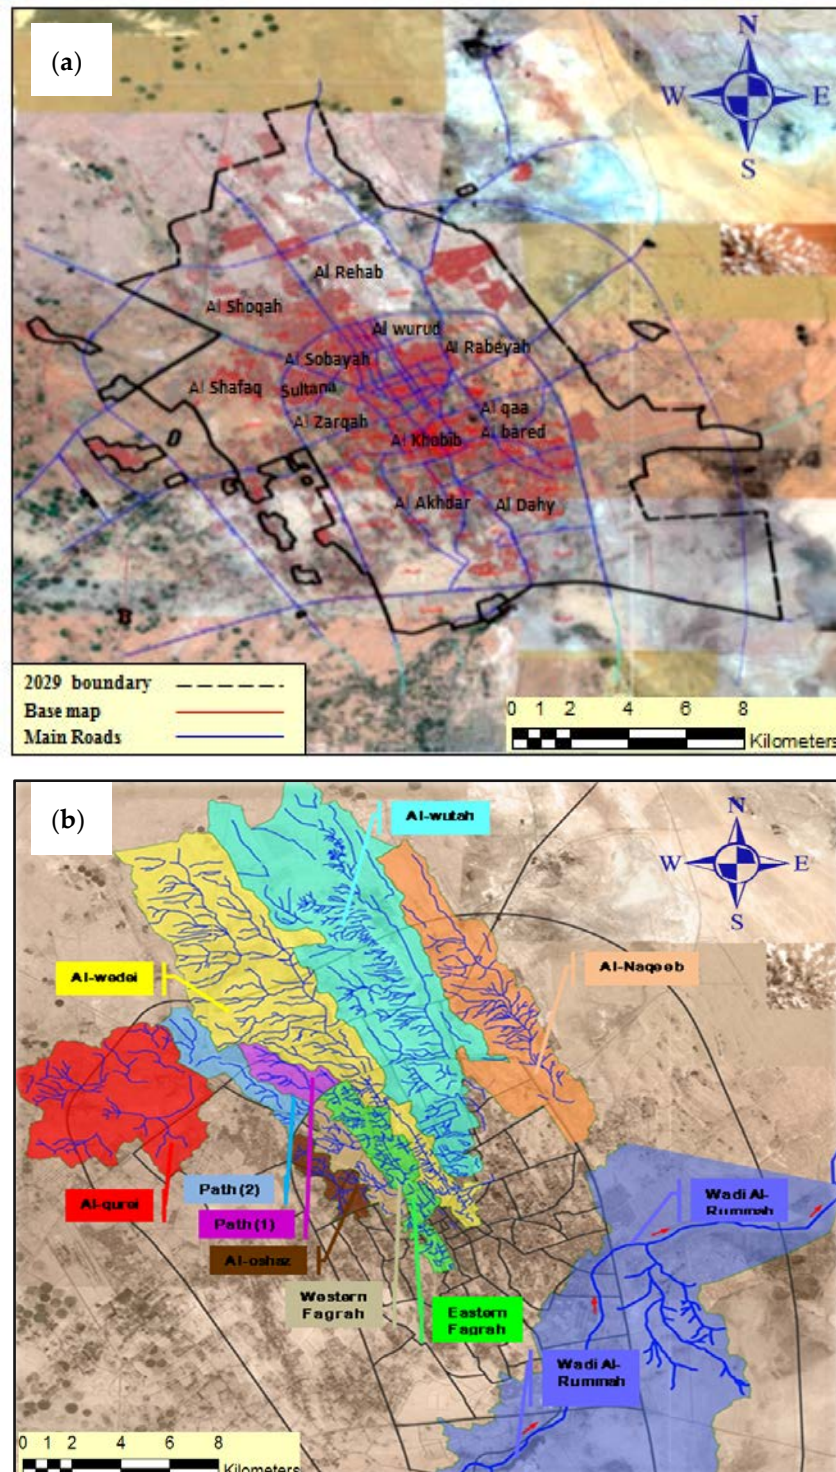 (a)
N
W
E
S
Al Rehab
Al Shoqah
Al wurud
Al Rabeyah
Al Sobayah
Al Shafaq
Sultana
Al qaa
Al Zarqah
Al bared
Al Khobib
Al Akhdar
Al Dahy
2029 boundary
Base map
Main Roads
0 1 2 4 6 8
Kilometers
(b)
N
W
E
S
Al-wutah
Al-wedei
Al-Naqeeb
Al-qurei
Path (2)
Path (1)
Al-oshaz
Western
Fagrah
Eastern
Fagrah
Wadi Al-
Rummah
Wadi Al-
Rummah
0 1 2 4 6 8
Kilometers